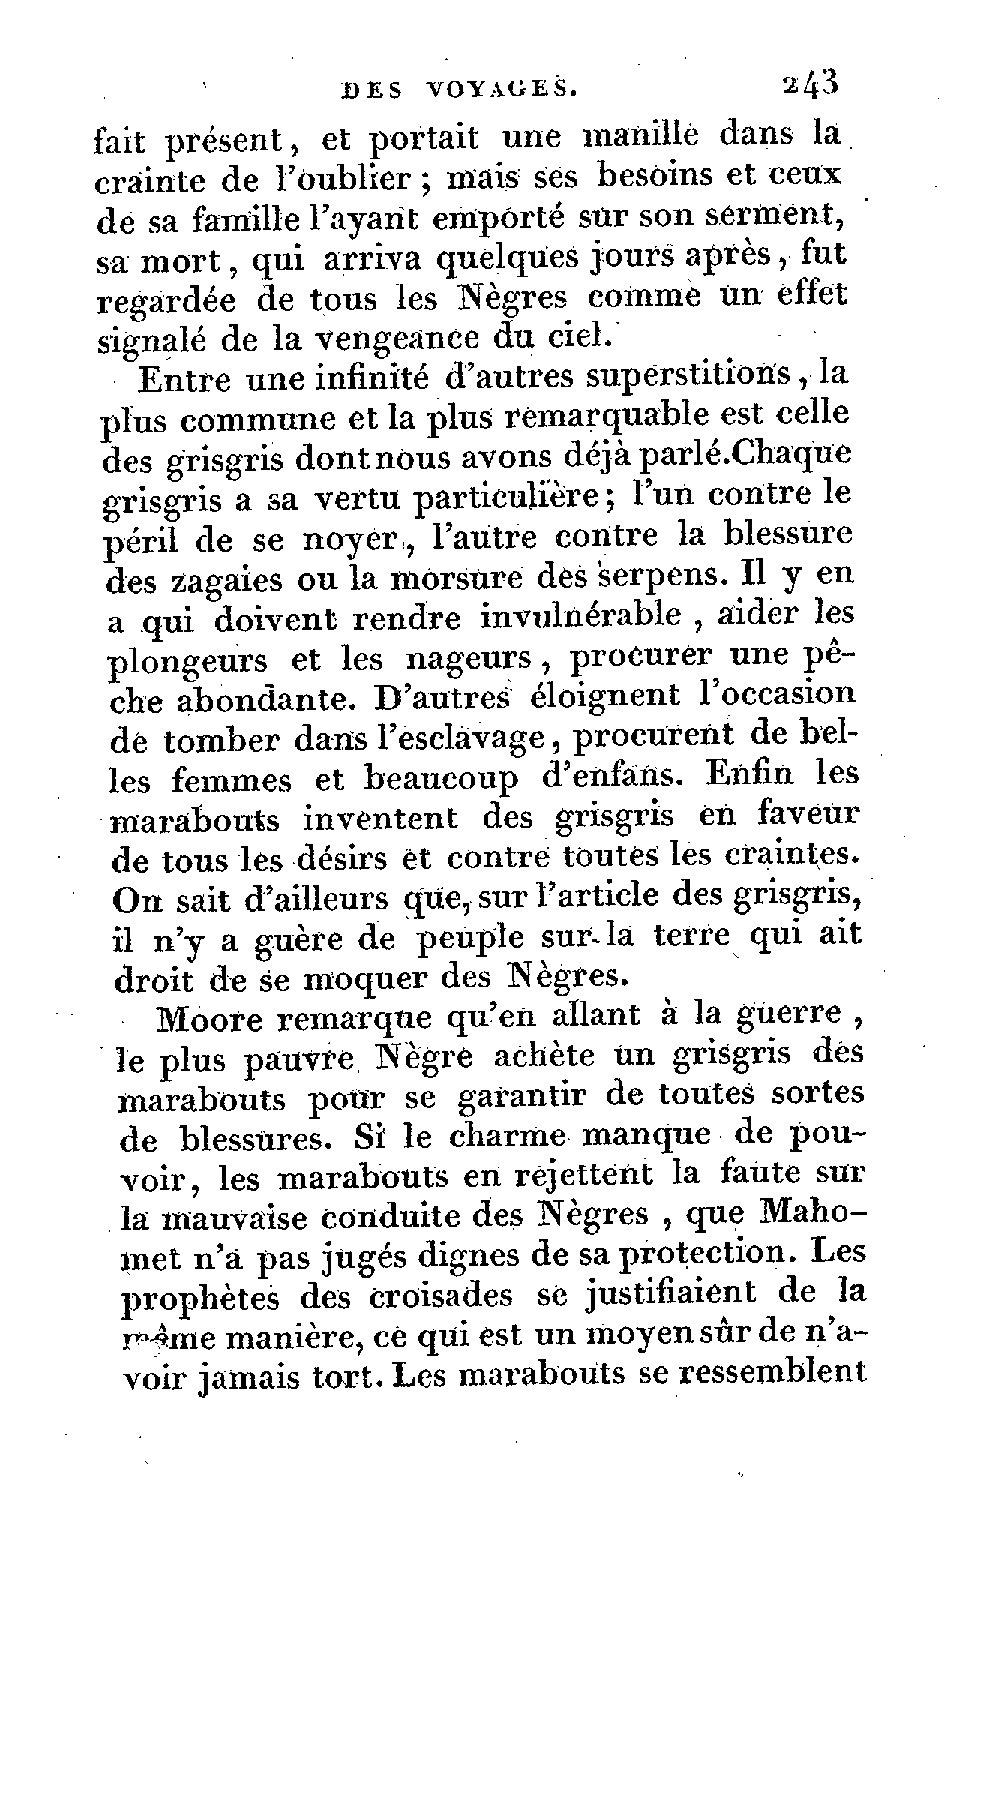 DES VOYAGES. 243
fait présent, et portait une manille dans la
crainte de l'oublier ; mais ses besoins et ceux
de sa famille l'ayant emporté sur son serment,
sa mort, qui arriva quelques jours après, fut
regardée de tous les Nègres comme un effet
signalé de la vengeance du ciel.
Entre une infinité d'autres superstitions, la
plus commune et la plus remarquable est celle
des grisgris dont nous avons déjà parlé. Chaque
grisgris a sa vertu particulière ; l'un contre le
péril de se noyer, l'autre contre la blessure
des zagaies ou la morsure des serpens. Il y en
a qui doivent rendre invulnérable , aider les
plongeurs et les nageurs, procurer une pê-
che abondante. D'autres éloignent l'occasion
de tomber dans l'esclavage, procurent de bel-
les femmes et beaucoup d'enfans. Enfin les
marabouts inventent des grisgris en faveur
de tous les désirs et contre toutes les craintes.
On sait d'ailleurs que, sur l'article des grisgris,
il n'y a guère de peuple sur la terre qui ait
droit de se moquer des Nègres.
Moore remarque qu'en allant à la guerre ,
le plus pauvre Nègre achète un grisgris des
marabouts pour se garantir de toutes sortes
de blessures. Si le charme manque de pou-
voir, les marabouts en rejettent la faute sur
la mauvaise conduite des Nègres , que Maho-
met n'a pas jugés dignes de sa protection. Les
prophètes des croisades se justifiaient de la
même manière, ce qui est un moyen sûr de n'a-
voir jamais tort. Les marabouts se ressemblent